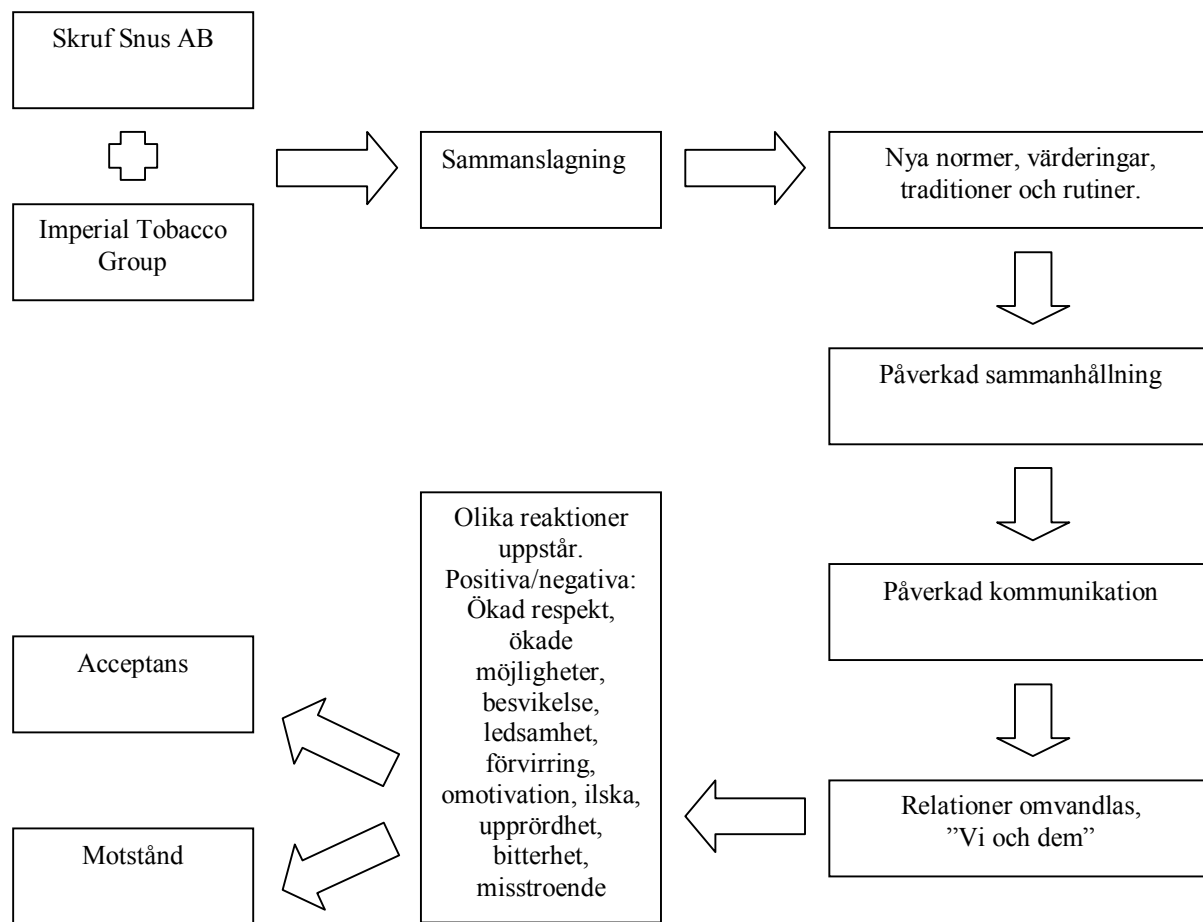 Skruf Snus AB
Imperial Tobacco
Group
Sammanslagning
Nya normer, värderingar,
traditioner och rutiner.
Påverkad sammanhållning
Påverkad kommunikation
Relationer omvandlas,
”Vi och dem”
Olika reaktioner
uppstår.
Positiva/negativa:
Ökad respekt,
ökade
möjligheter,
besvikelse,
ledsamhet,
förvirring,
omotivation, ilska,
upprördhet,
bitterhet,
misstroende
Acceptans
Motstånd